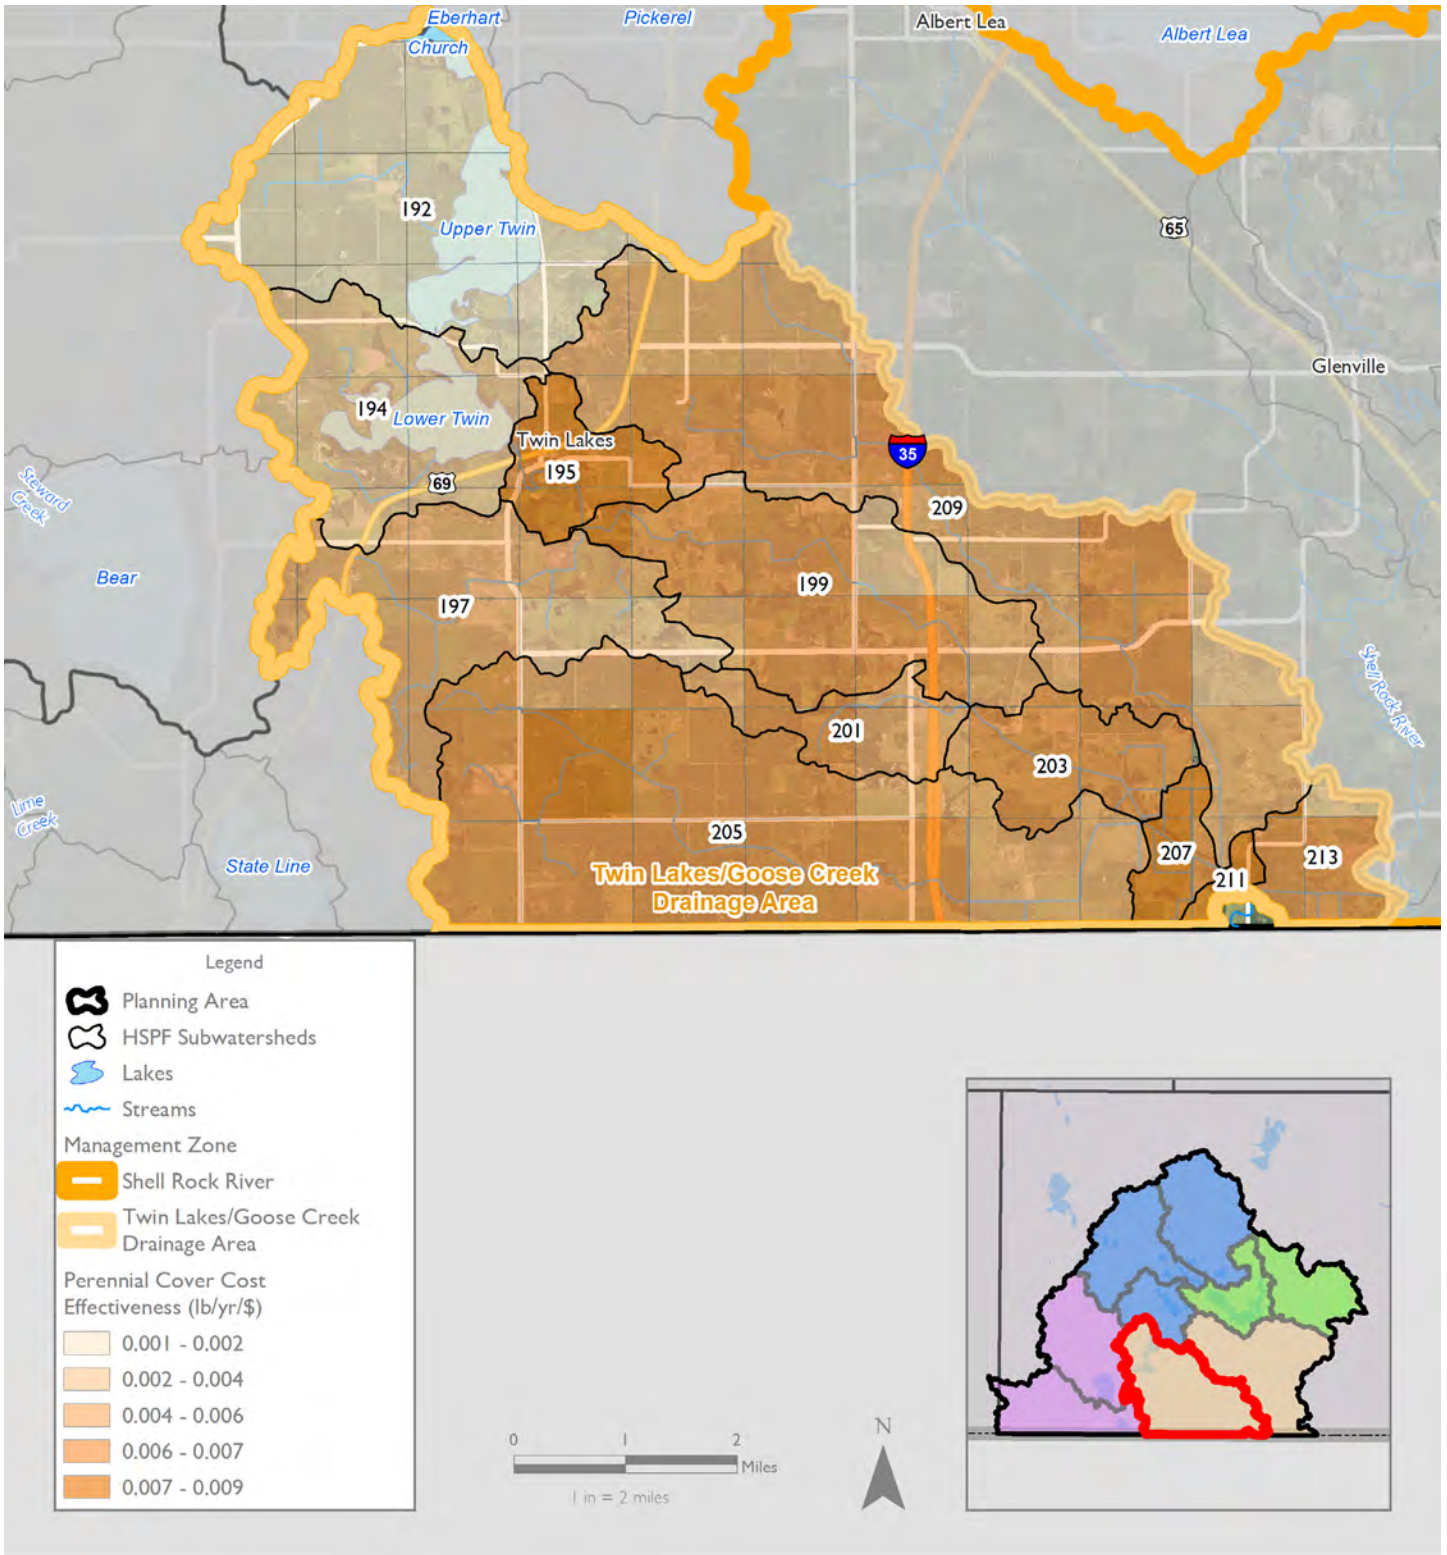 Eberhart
Pickerel
Albert Lea
Albert Lea
Church
192
Upper Twin
65
Glenville
194
Lower Twin
Twin Lakes
195
69
35
209
Steward
Creek
Bear
197
199
Shell Rock River
201
203
Lime
Creek
State Line
205
207
213
211
Twin Lakes/Goose Creek
Drainage Area
Legend
Planning Area
HSPF Subwatersheds
Lakes
Streams
Management Zone
Shell Rock River
Twin Lakes/Goose Creek
Drainage Area
Perennial Cover Cost
Effectiveness (lb/yr/$)
0.001 - 0.002
0.002 - 0.004
0.004 - 0.006
0.006 - 0.007
0.007 - 0.009
0 1 2
Miles
1 in = 2 miles
N